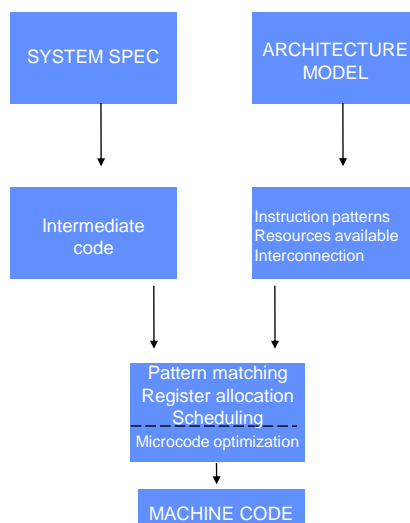 SYSTEM SPEC
ARCHITECTURE
MODEL
Intermediate
code
Instruction patterns
Resources available
Interconnection
Pattern matching
Register allocation
Scheduling
Microcode optimization
MACHINE CODE